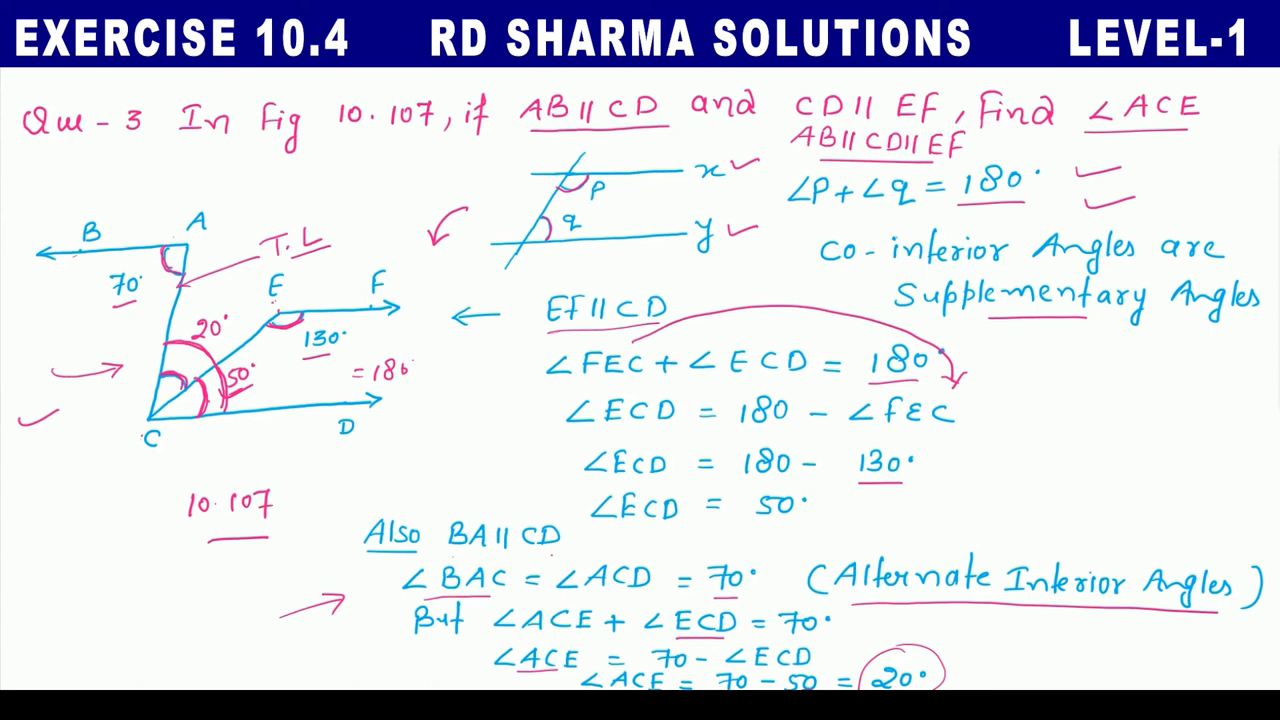 EXERCISE 10.4 RD SHARMA SOLUTIONS LEVEL-1
Que - 3 In Fig 10.107, if AB||CD and CD||EF, Find ∠ACE
AB||CD||EF
x
P
∠P+∠q = 180°
q
y
Co-interior Angles are
Supplementary Angles
B A
T.L
70°
E F
20°
130°
50°
= 180
C D
10.107
EF||CD
∠FEC + ∠ECD = 180°
∠ECD = 180 - ∠FEC
∠ECD = 180 - 130°
∠ECD = 50°
Also BA||CD
∠BAC = ∠ACD = 70° (Alternate Interior Angles)
But ∠ACE + ∠ECD = 70°
∠ACE = 70 - ∠ECD
∠ACE = 70 - 50 = 20°